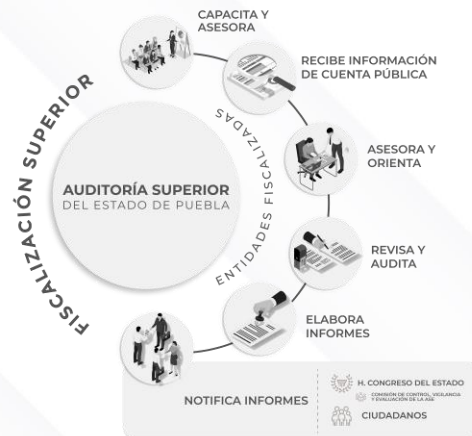 CAPACITA Y
ASESORA
RECIBE INFORMACIÓN
DE CUENTA PÚBLICA
FISCALIZACIÓN SUPERIOR
ENTIDADES FISCALIZADAS
ASESORA Y
ORIENTA
AUDITORÍA SUPERIOR
DEL ESTADO DE PUEBLA
REVISA Y
AUDITA
ELABORA
INFORMES
NOTIFICA INFORMES
H. CONGRESO DEL ESTADO
COMISIÓN DE CONTROL, VIGILANCIA
Y EVALUACIÓN DE LA ASE
CIUDADANOS